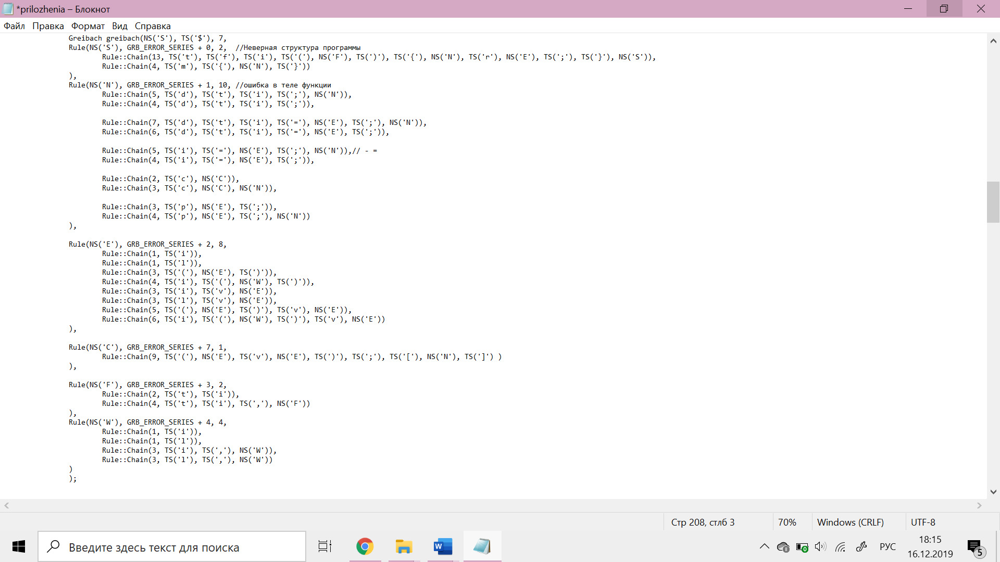 *prilozhenia – Блокнот
Файл Правка Формат Вид Справка
Greibach greibach(NS('S'), TS('$'), 7,
Rule(NS('S'), GRB_ERROR_SERIES + 0, 2,  //Неверная структура программы
        Rule::Chain(13, TS('t'), TS('f'), TS('i'), TS('('), NS('F'), TS(')'), TS('{'), NS('N'), TS('r'), NS('E'), TS(';'), TS('}'), NS('S')),
        Rule::Chain(4, TS('m'), TS('{'), NS('N'), TS('}'))
),
Rule(NS('N'), GRB_ERROR_SERIES + 1, 10, //ошибка в теле функции
        Rule::Chain(5, TS('d'), TS('t'), TS('i'), TS(';'), NS('N')),
        Rule::Chain(4, TS('d'), TS('t'), TS('i'), TS(';')),
        Rule::Chain(7, TS('d'), TS('t'), TS('i'), TS('='), NS('E'), TS(';'), NS('N')),
        Rule::Chain(6, TS('d'), TS('t'), TS('i'), TS('='), NS('E'), TS(';')),
        Rule::Chain(5, TS('i'), TS('='), NS('E'), TS(';'), NS('N')),// - =
        Rule::Chain(4, TS('i'), TS('='), NS('E'), TS(';')),
        Rule::Chain(2, TS('c'), NS('C')),
        Rule::Chain(3, TS('c'), NS('C'), NS('N')),
        Rule::Chain(3, TS('p'), NS('E'), TS(';')),
        Rule::Chain(4, TS('p'), NS('E'), TS(';'), NS('N'))
),
Rule(NS('E'), GRB_ERROR_SERIES + 2, 8,
        Rule::Chain(1, TS('i')),
        Rule::Chain(1, TS('l')),
        Rule::Chain(3, TS('('), NS('E'), TS(')')),
        Rule::Chain(4, TS('i'), TS('('), NS('W'), TS(')')),
        Rule::Chain(3, TS('i'), TS('v'), NS('E')),
        Rule::Chain(3, TS('l'), TS('v'), NS('E')),
        Rule::Chain(5, TS('('), NS('E'), TS(')'), TS('v'), NS('E')),
        Rule::Chain(6, TS('i'), TS('('), NS('W'), TS(')'), TS('v'), NS('E'))
),
Rule(NS('C'), GRB_ERROR_SERIES + 7, 1,
        Rule::Chain(9, TS('('), NS('E'), TS('v'), NS('E'), TS(')'), TS(';'), TS('['), NS('N'), TS(']') )
),
Rule(NS('F'), GRB_ERROR_SERIES + 3, 2,
        Rule::Chain(2, TS('t'), TS('i')),
        Rule::Chain(4, TS('t'), TS('i'), TS(','), NS('F'))
),
Rule(NS('W'), GRB_ERROR_SERIES + 4, 4,
        Rule::Chain(1, TS('i')),
        Rule::Chain(1, TS('l')),
        Rule::Chain(3, TS('i'), TS(','), NS('W')),
        Rule::Chain(3, TS('l'), TS(','), NS('W'))
)
);
Стр 208, стлб 3 70% Windows (CRLF) UTF-8
Введите здесь текст для поиска
W
РУС
18:15
16.12.2019
5